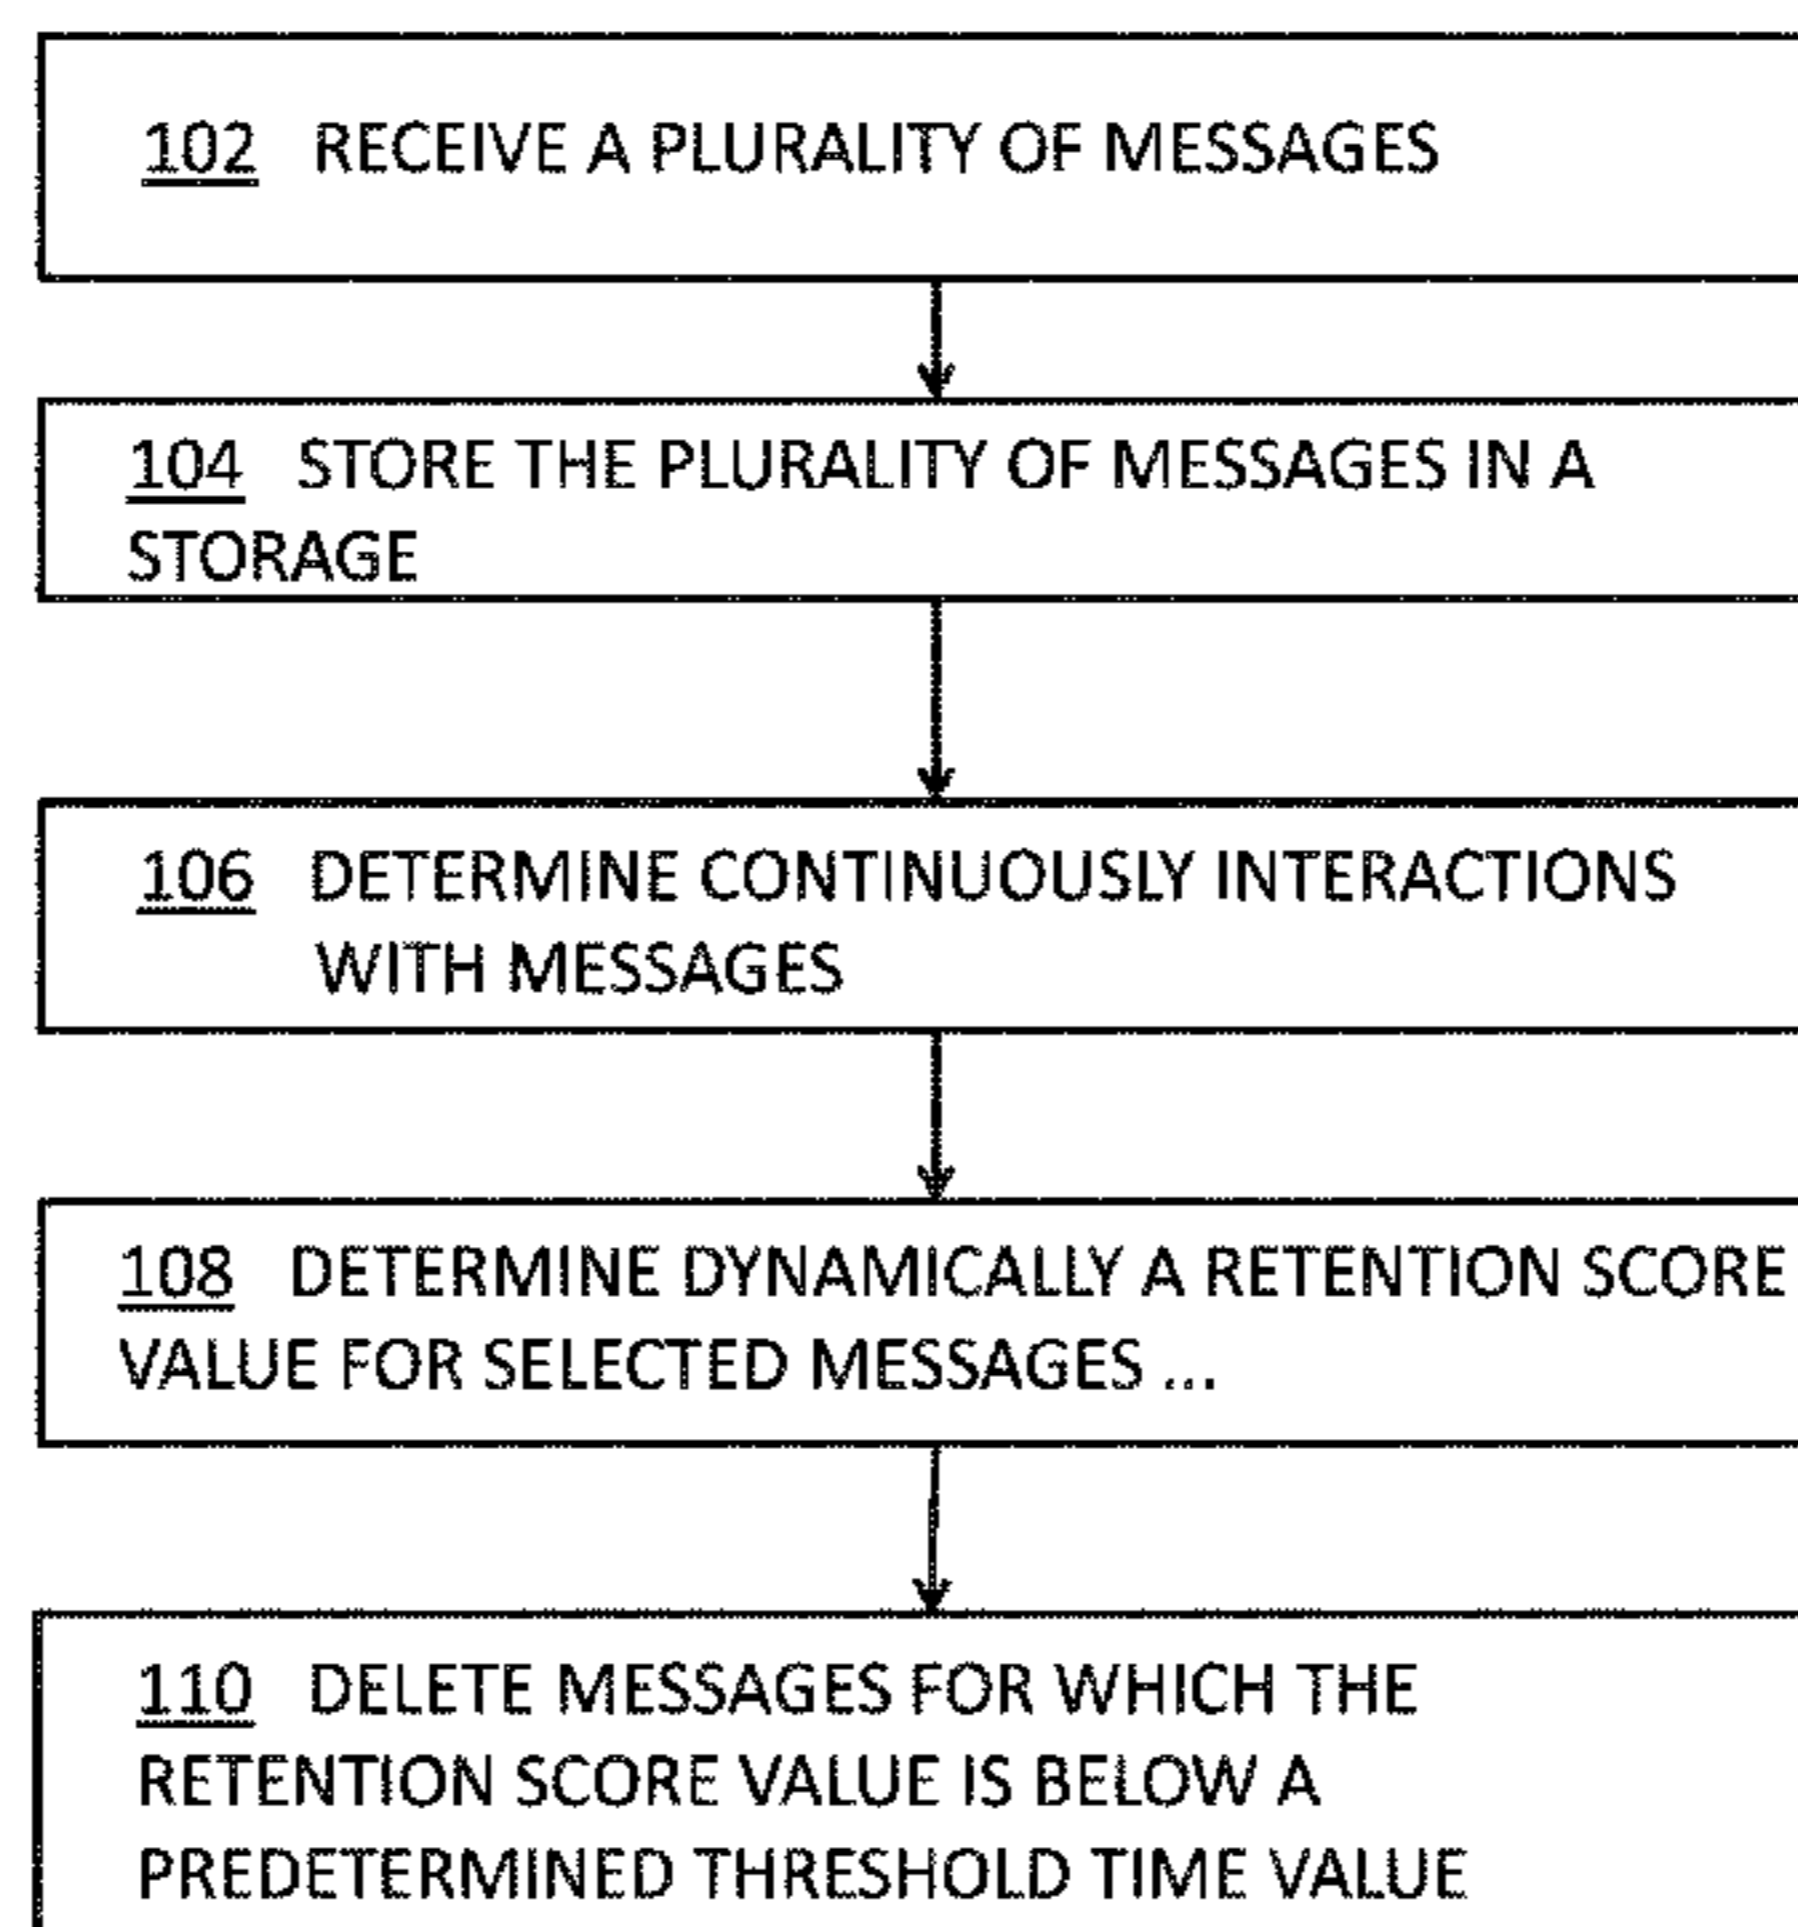 102 RECEIVE A PLURALITY OF MESSAGES
104 STORE THE PLURALITY OF MESSAGES IN A
STORAGE
106 DETERMINE CONTINUOUSLY INTERACTIONS
WITH MESSAGES
108 DETERMINE DYNAMICALLY A RETENTION SCORE
VALUE FOR SELECTED MESSAGES ...
110 DELETE MESSAGES FOR WHICH THE
RETENTION SCORE VALUE IS BELOW A
PREDETERMINED THRESHOLD TIME VALUE